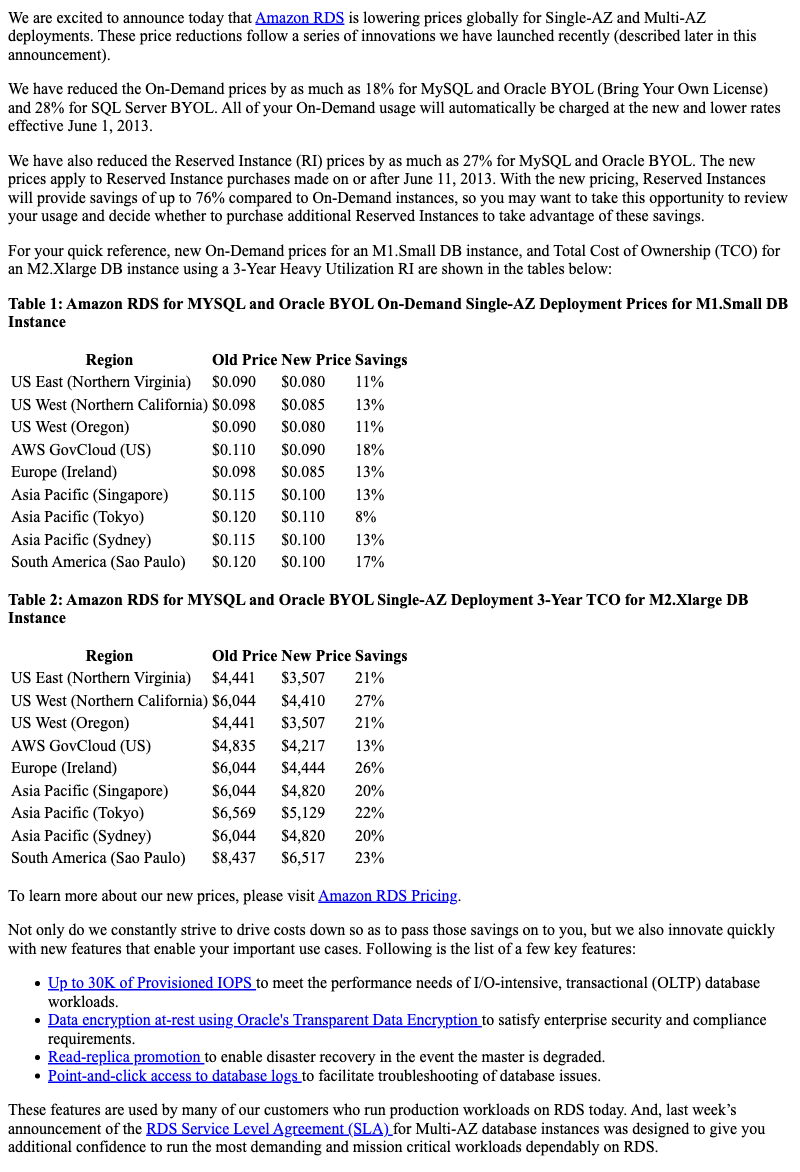 We are excited to announce today that Amazon RDS is lowering prices globally for Single-AZ and Multi-AZ
deployments. These price reductions follow a series of innovations we have launched recently (described later in this
announcement).
We have reduced the On-Demand prices by as much as 18% for MySQL and Oracle BYOL (Bring Your Own License)
and 28% for SQL Server BYOL. All of your On-Demand usage will automatically be charged at the new and lower rates
effective June 1, 2013.
We have also reduced the Reserved Instance (RI) prices by as much as 27% for MySQL and Oracle BYOL. The new
prices apply to Reserved Instance purchases made on or after June 11, 2013. With the new pricing, Reserved Instances
will provide savings of up to 76% compared to On-Demand instances, so you may want to take this opportunity to review
your usage and decide whether to purchase additional Reserved Instances to take advantage of these savings.
For your quick reference, new On-Demand prices for an M1.Small DB instance, and Total Cost of Ownership (TCO) for
an M2.Xlarge DB instance using a 3-Year Heavy Utilization RI are shown in the tables below:
Table 1: Amazon RDS for MYSQL and Oracle BYOL On-Demand Single-AZ Deployment Prices for M1.Small DB
Instance
Region Old Price New Price Savings
US East (Northern Virginia) $0.090 $0.080 11%
US West (Northern California) $0.098 $0.085 13%
US West (Oregon) $0.090 $0.080 11%
AWS GovCloud (US) $0.110 $0.090 18%
Europe (Ireland) $0.098 $0.085 13%
Asia Pacific (Singapore) $0.115 $0.100 13%
Asia Pacific (Tokyo) $0.120 $0.110 8%
Asia Pacific (Sydney) $0.115 $0.100 13%
South America (Sao Paulo) $0.120 $0.100 17%
Table 2: Amazon RDS for MYSQL and Oracle BYOL Single-AZ Deployment 3-Year TCO for M2.Xlarge DB
Instance
Region Old Price New Price Savings
US East (Northern Virginia) $4,441 $3,507 21%
US West (Northern California) $6,044 $4,410 27%
US West (Oregon) $4,441 $3,507 21%
AWS GovCloud (US) $4,835 $4,217 13%
Europe (Ireland) $6,044 $4,444 26%
Asia Pacific (Singapore) $6,044 $4,820 20%
Asia Pacific (Tokyo) $6,569 $5,129 22%
Asia Pacific (Sydney) $6,044 $4,820 20%
South America (Sao Paulo) $8,437 $6,517 23%
To learn more about our new prices, please visit Amazon RDS Pricing.
Not only do we constantly strive to drive costs down so as to pass those savings on to you, but we also innovate quickly
with new features that enable your important use cases. Following is the list of a few key features:
• Up to 30K of Provisioned IOPS to meet the performance needs of I/O-intensive, transactional (OLTP) database
workloads.
• Data encryption at-rest using Oracle's Transparent Data Encryption to satisfy enterprise security and compliance
requirements.
• Read-replica promotion to enable disaster recovery in the event the master is degraded.
• Point-and-click access to database logs to facilitate troubleshooting of database issues.
These features are used by many of our customers who run production workloads on RDS today. And, last week’s
announcement of the RDS Service Level Agreement (SLA) for Multi-AZ database instances was designed to give you
additional confidence to run the most demanding and mission critical workloads dependably on RDS.